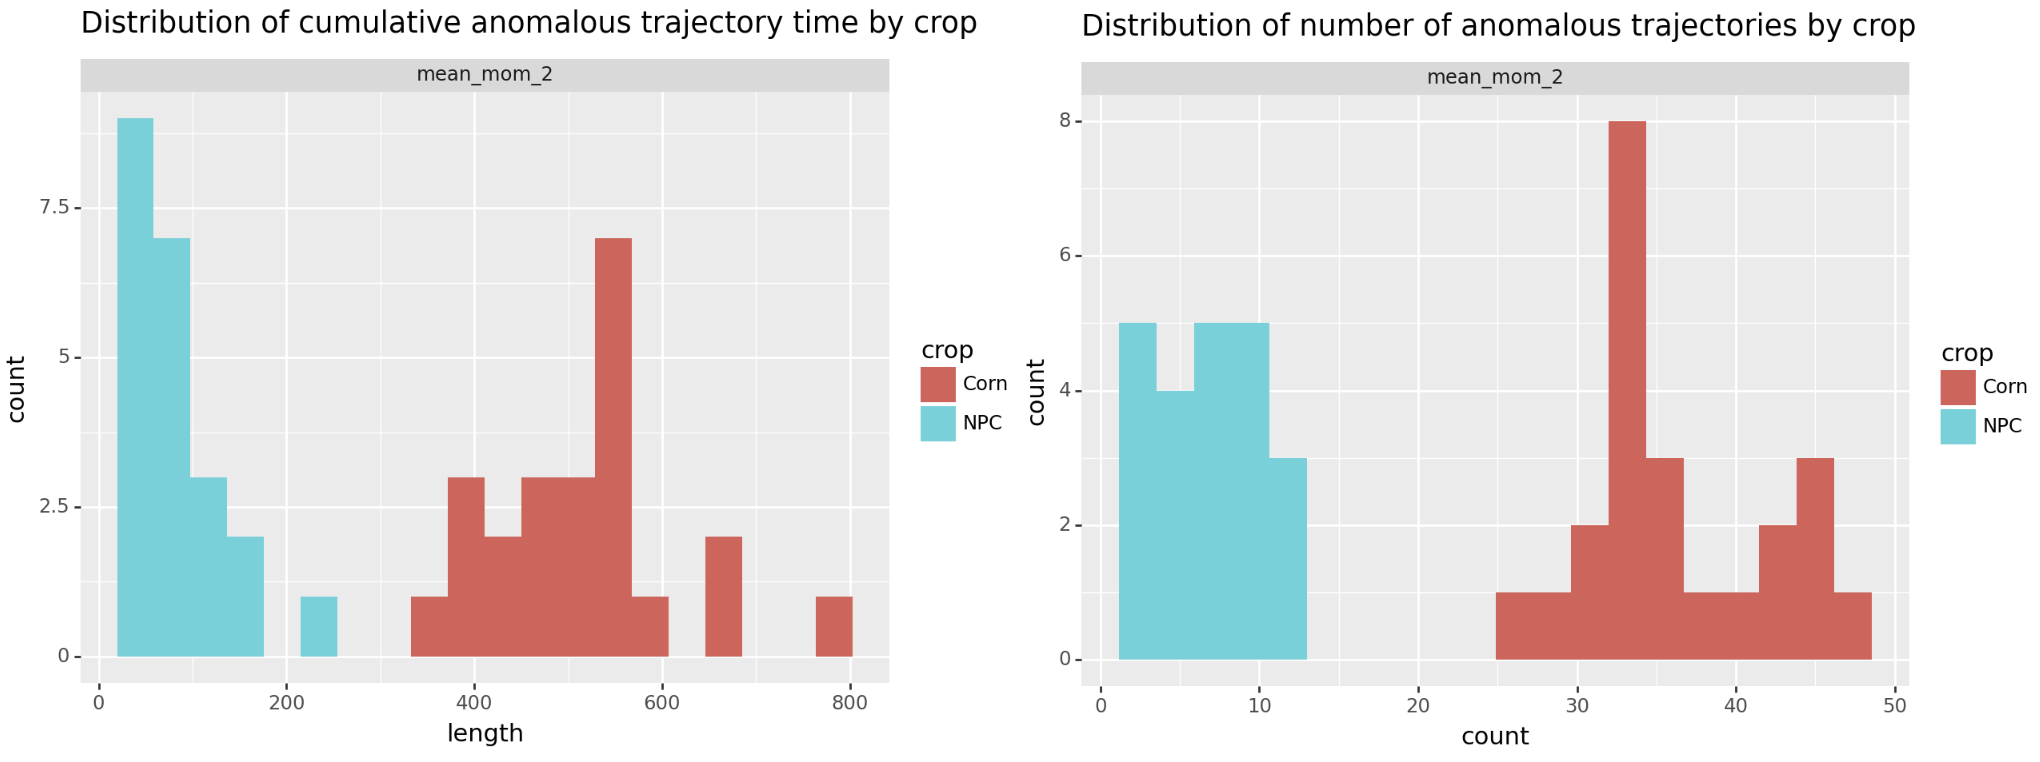 Distribution of cumulative anomalous trajectory time by crop
mean_mom_2
7.5
5
2.5
0
count
0 200 400 600 800
length
crop
Corn
NPC
Distribution of number of anomalous trajectories by crop
mean_mom_2
8
6
4
2
0
count
0 10 20 30 40 50
count
crop
Corn
NPC